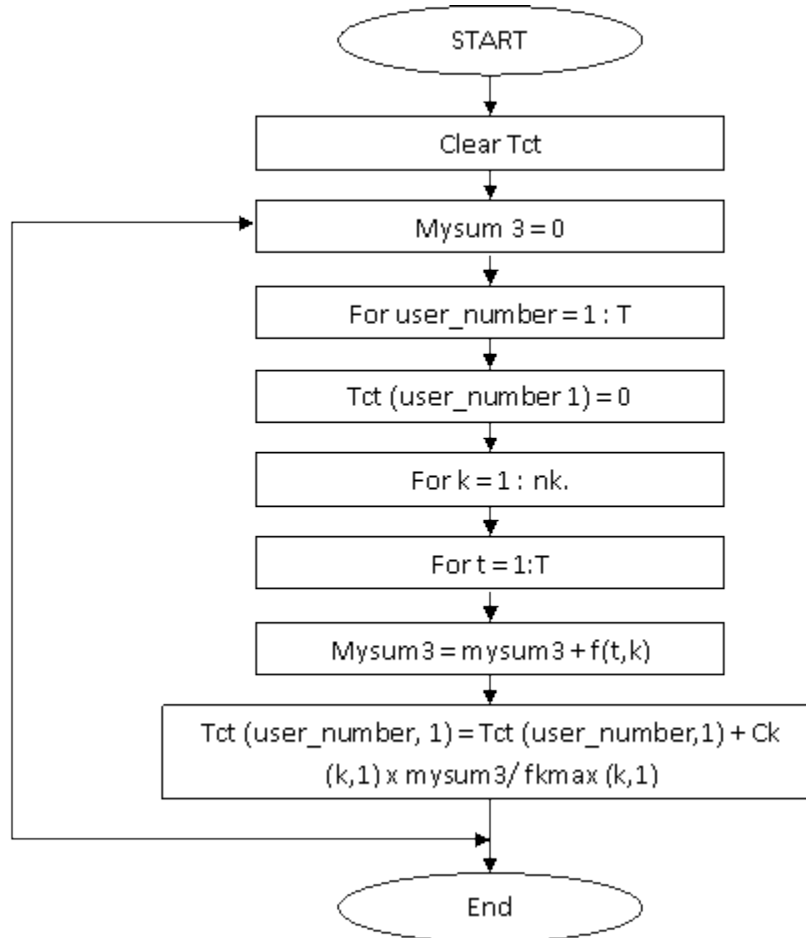 START
Clear Tct
Mysum 3 = 0
For user_number = 1 : T
Tct (user_number 1) = 0
For k = 1 : nk.
For t = 1:T
Mysum3 = mysum3 + f(t,k)
Tct (user_number, 1) = Tct (user_number,1) + Ck
(k,1) x mysum3/ fkmax (k,1)
End